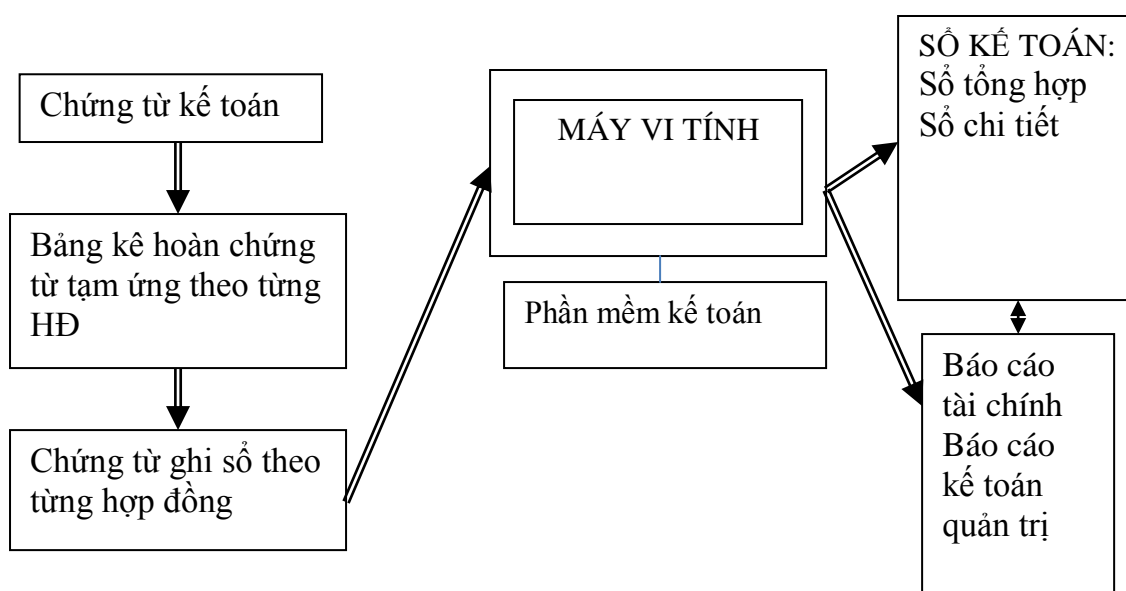 Chứng từ kế toán
Bảng kê hoàn chứng
từ tạm ứng theo từng
HĐ
Chứng từ ghi sổ theo
từng hợp đồng
MÁY VI TÍNH
Phần mềm kế toán
SỔ KẾ TOÁN:
Sổ tổng hợp
Sổ chi tiết
Báo cáo
tài chính
Báo cáo
kế toán
quản trị